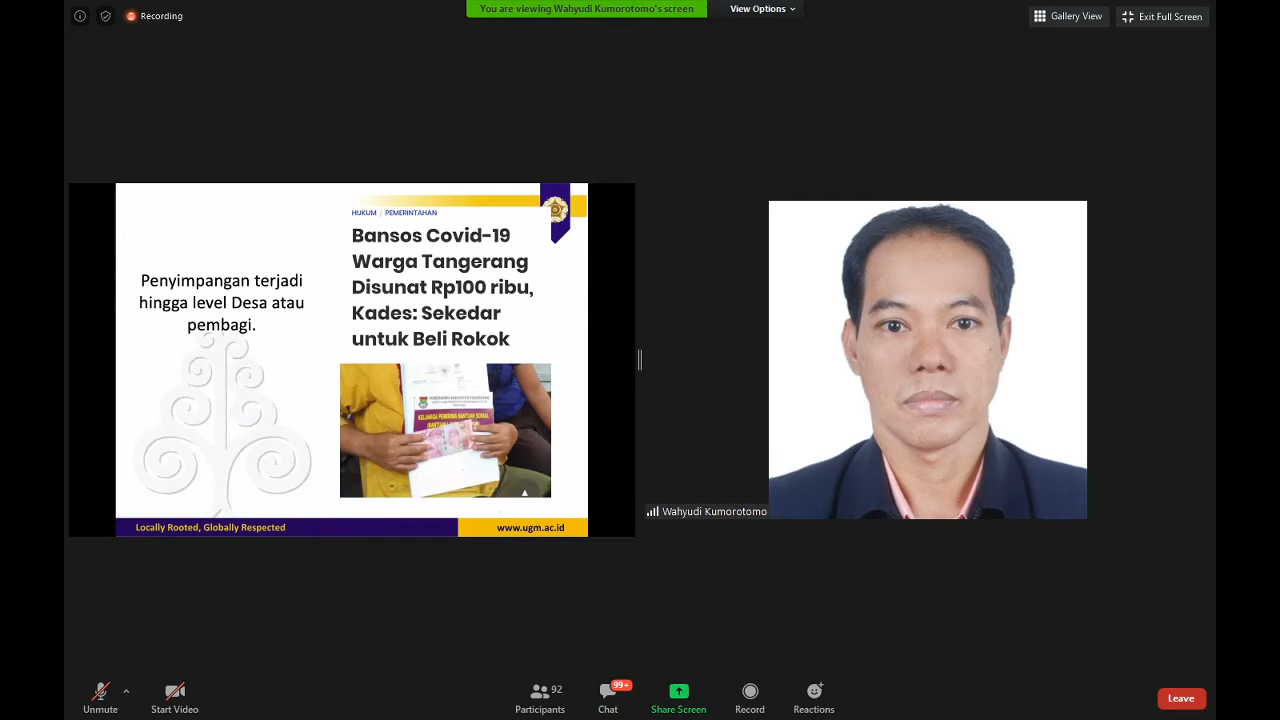 Recording
You are viewing Wahyudi Kumorotomo's screen
View Options
Gallery View
Exit Full Screen
HUKUM / PEMERINTAHAN
Bansos Covid-19
Warga Tangerang
Disunat Rp100 ribu,
Kades: Sekedar
untuk Beli Rokok
Penyimpangan terjadi
hingga level Desa atau
pembagi.
PEMERINTAH KABUPATEN TANGERANG
KELUARGA PENERIMA BANTUAN SOSIAL
Locally Rooted, Globally Respected
www.ugm.ac.id
Wahyudi Kumorotomo
Unmute
Start Video
92
Participants
99+
Chat
Share Screen
Record
Reactions
Leave